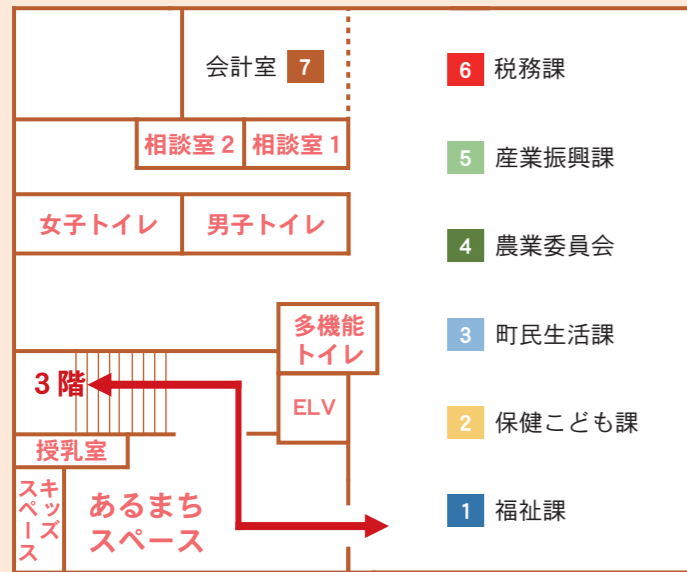 会計室 7
6 税務課
相談室 2
相談室 1
5 産業振興課
女子トイレ
男子トイレ
4 農業委員会
多機能
トイレ
3 町民生活課
3 階
ELV
2 保健こども課
授乳室
キッズ
スペース
あるまち
スペース
1 福祉課